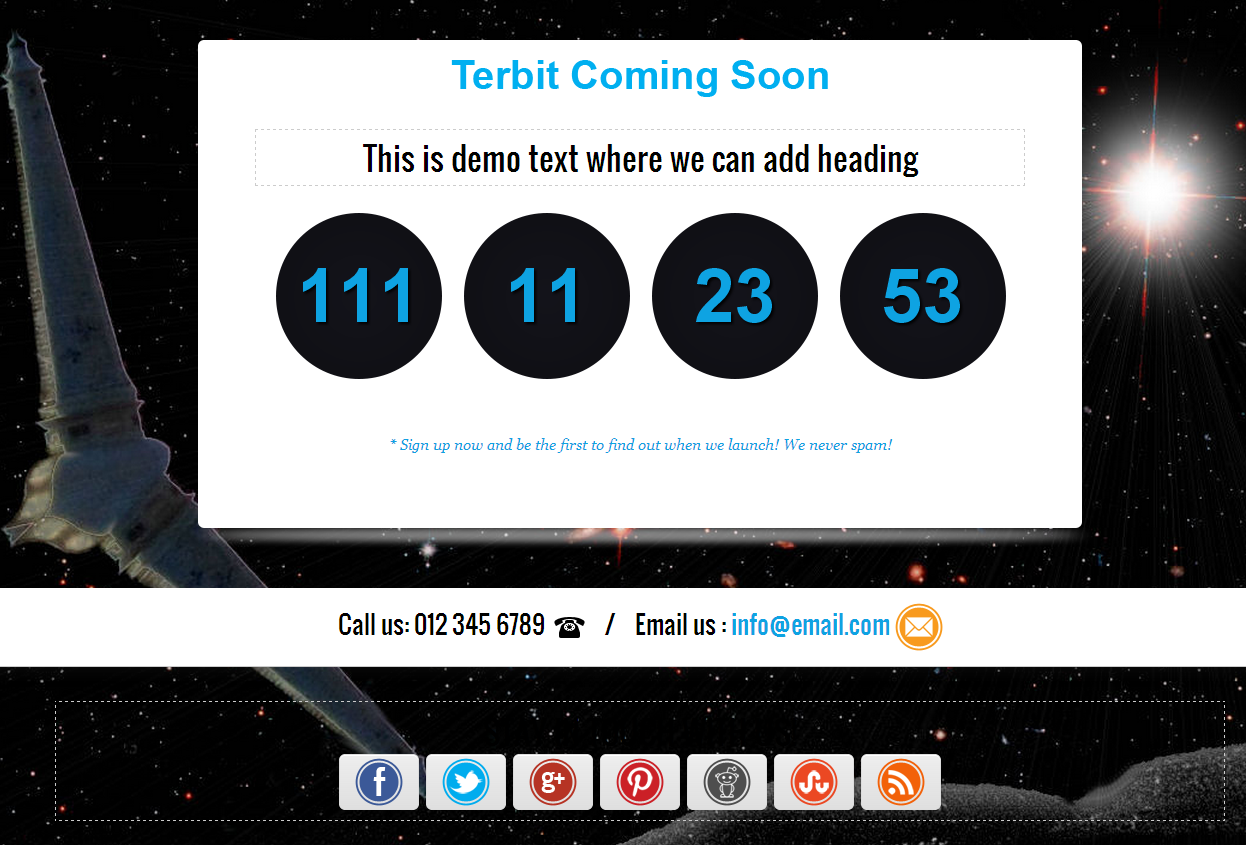 Terbit Coming Soon
This is demo text where we can add heading
111 11 23 53
* Sign up now and be the first to find out when we launch! We never spam!
Call us: 012 345 6789 / Email us : info@email.com
f g+